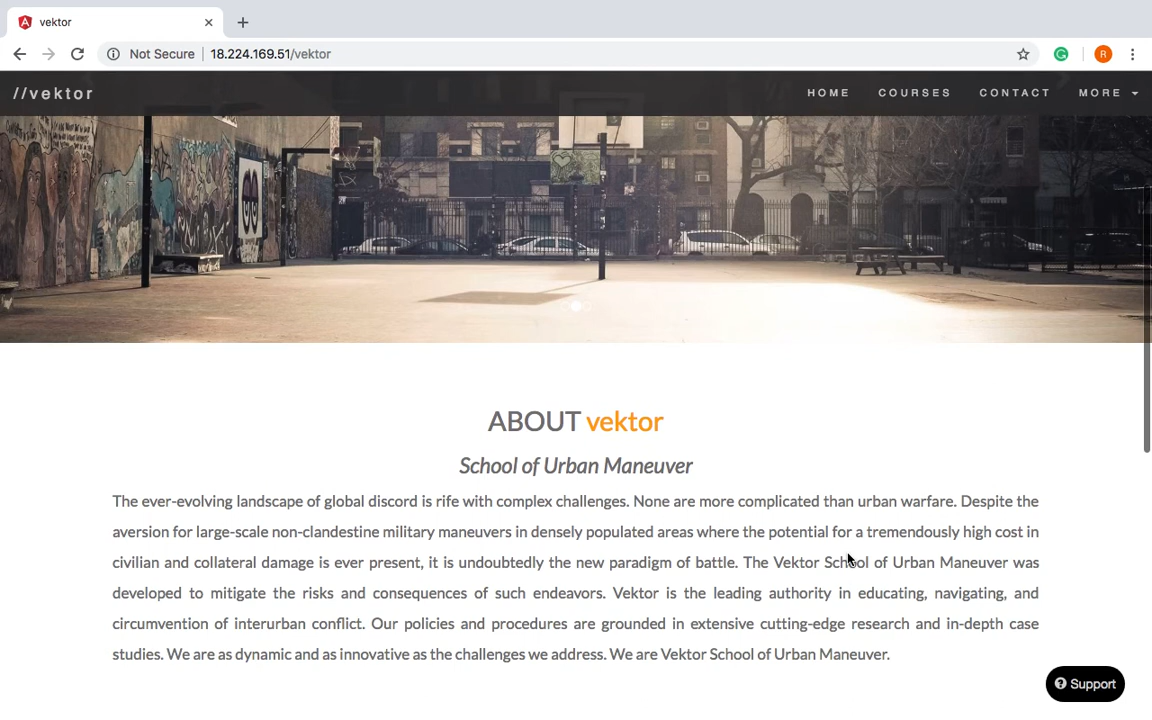 vektor
Not Secure
18.224.169.51/vektor
R
//vektor
HOME COURSES CONTACT MORE
ABOUT vektor
School of Urban Maneuver
The ever-evolving landscape of global discord is rife with complex challenges. None are more complicated than urban warfare. Despite the
aversion for large-scale non-clandestine military maneuvers in densely populated areas where the potential for a tremendously high cost in
civilian and collateral damage is ever present, it is undoubtedly the new paradigm of battle. The Vektor School of Urban Maneuver was
developed to mitigate the risks and consequences of such endeavors. Vektor is the leading authority in educating, navigating, and
circumvention of interurban conflict. Our policies and procedures are grounded in extensive cutting-edge research and in-depth case
studies. We are as dynamic and as innovative as the challenges we address. We are Vektor School of Urban Maneuver.
Support